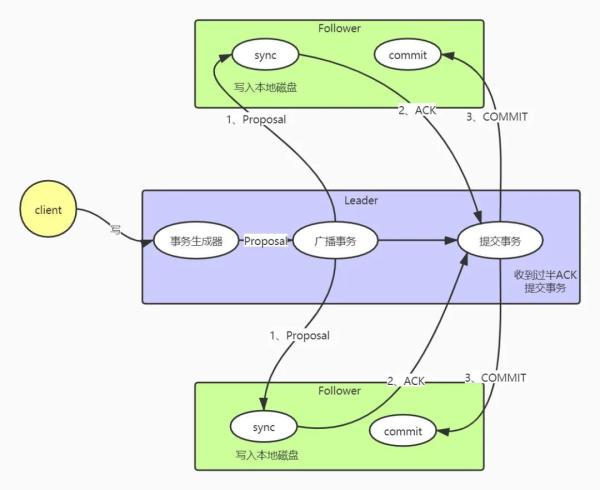 Follower
sync
commit
写入本地磁盘
2、ACK
3、COMMIT
1、Proposal
Leader
client
写
事务生成器
Proposal
广播事务
提交事务
收到过半ACK
提交事务
1、Proposal
2、ACK
3、COMMIT
Follower
sync
commit
写入本地磁盘